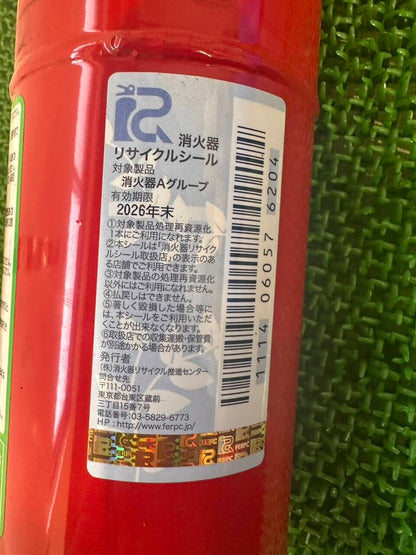 消火器
リサイクルシール
対象製品
消火器Aグループ
有効期限
2026年末
①対象製品処理再資源化
1本にご利用になれます。
②本シールは「消火器リサイク
ルシール取扱店」の表示のあ
る店舗でご利用できます。
③対象製品の処理再資源化
以外にはご利用になれません。
④払戻しはできません。
⑤著しく毀損した場合等に
は、本シールをご利用いただ
くことが出来なくなります。
⑥取扱店での収集運搬・保管費
が別途かかる場合があります。
発行者
(株)消火器リサイクル推進センター
問合せ先
〒111-0051
東京都台東区蔵前
三丁目15番7号
電話番号:03-5829-6773
HP:http://www.ferpc.jp/
1114 06057 6204